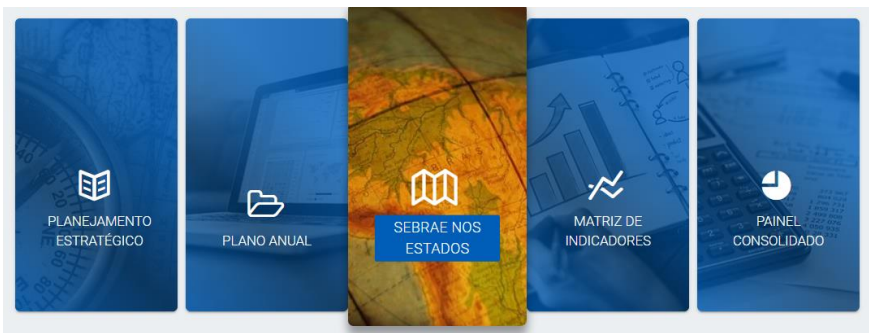 PLANEJAMENTO
ESTRATÉGICO
PLANO ANUAL
SEBRAE NOS
ESTADOS
MATRIZ DE
INDICADORES
PAINEL
CONSOLIDADO